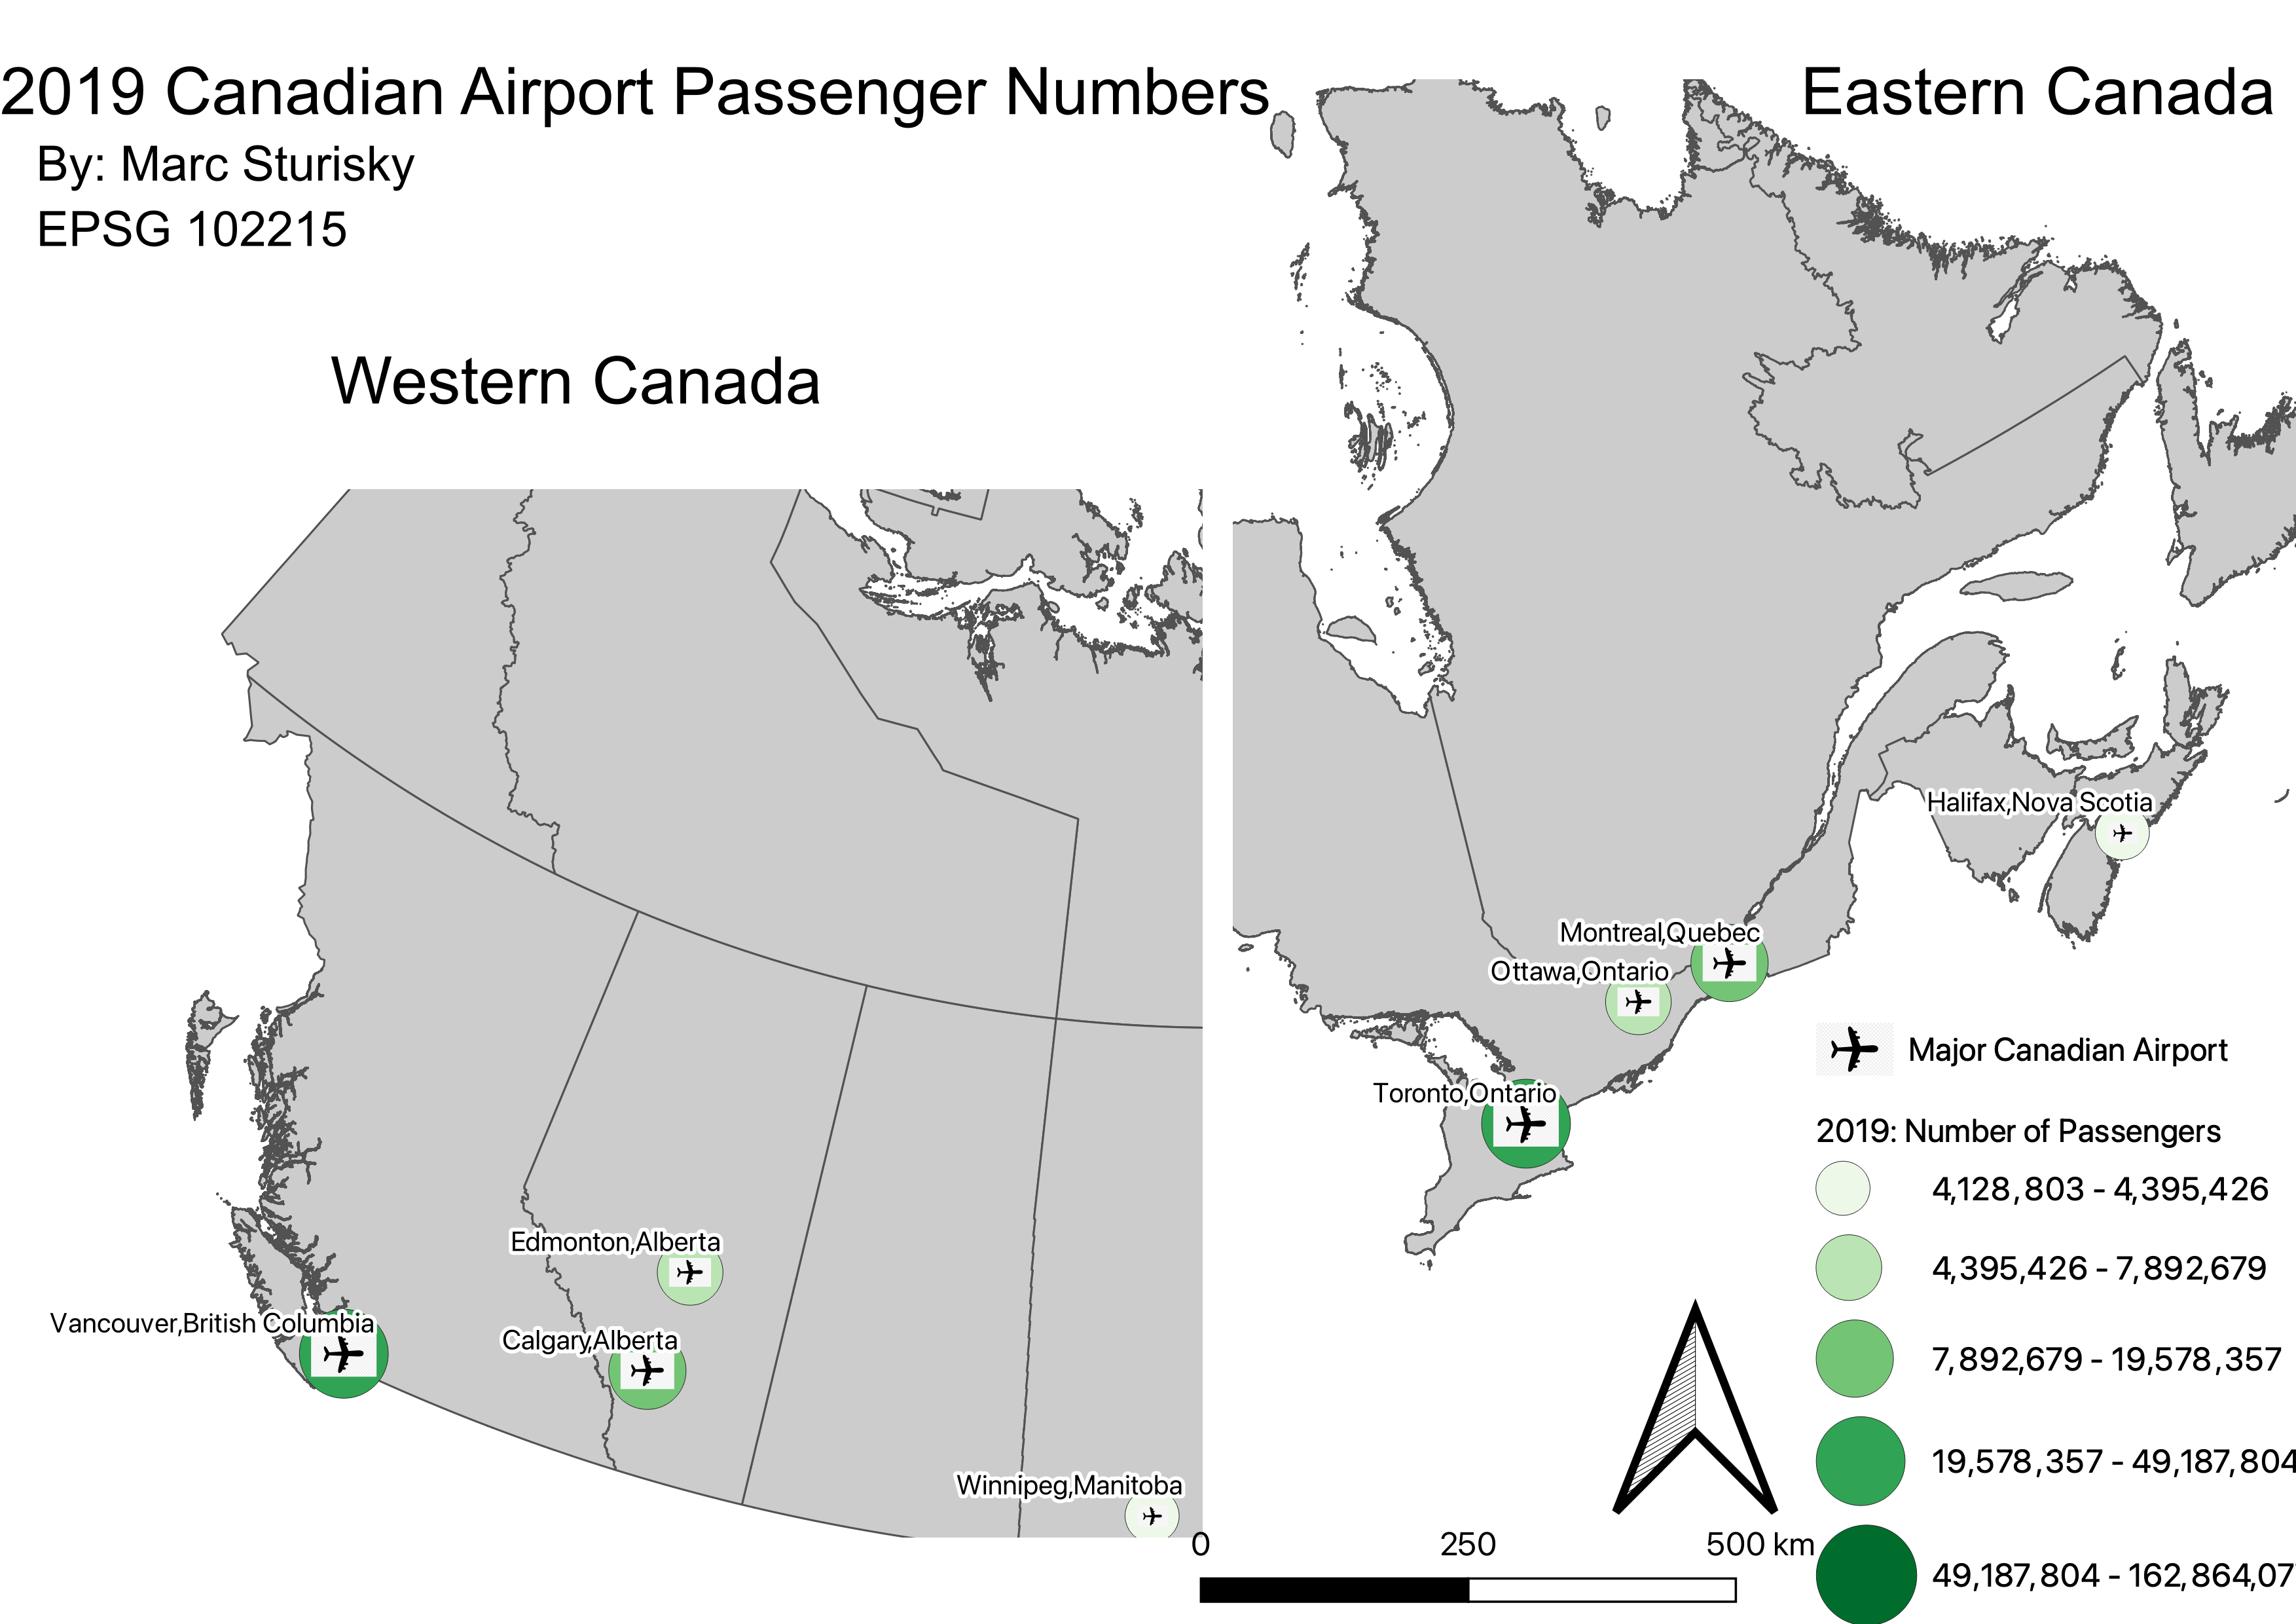 2019 Canadian Airport Passenger Numbers
By: Marc Sturisky
EPSG 102215
Eastern Canada
Western Canada
Halifax,Nova Scotia
Montreal,Quebec
Ottawa,Ontario
Toronto,Ontario
Edmonton,Alberta
Vancouver,British Columbia
Calgary,Alberta
Winnipeg,Manitoba
Major Canadian Airport
2019: Number of Passengers
4,128,803 - 4,395,426
4,395,426 - 7,892,679
7,892,679 - 19,578,357
19,578,357 - 49,187,804
49,187,804 - 162,864,07
0 250 500 km